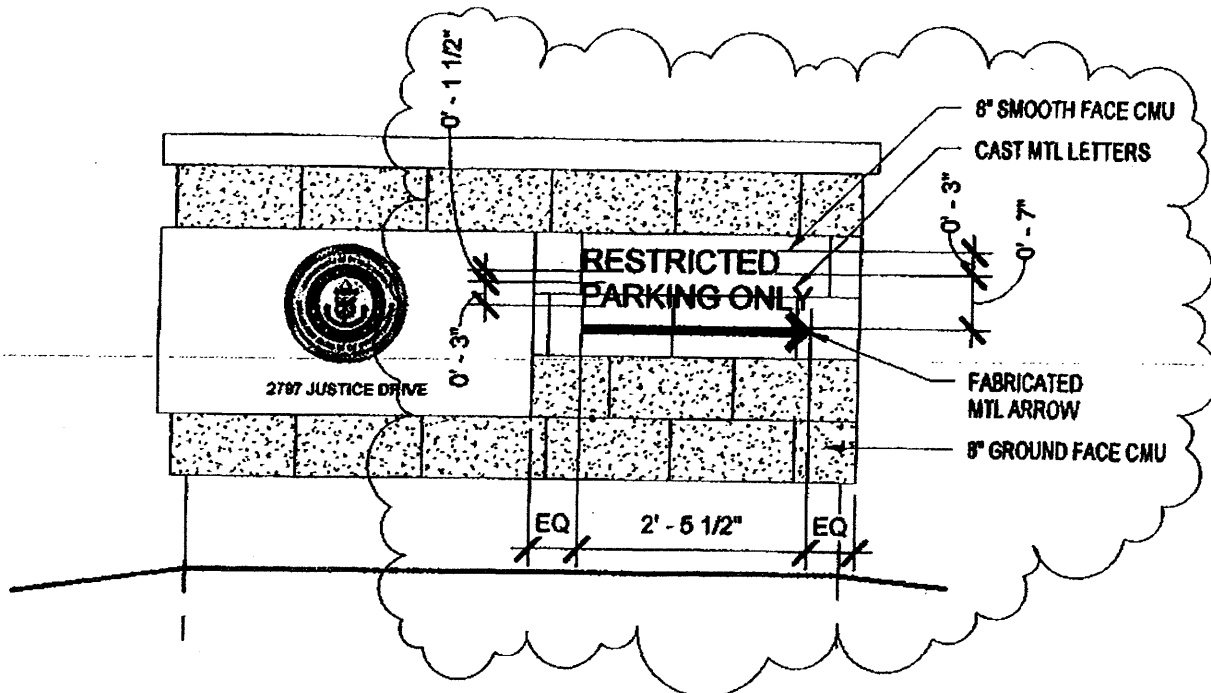 0' - 1 1/2"
8" SMOOTH FACE CMU
CAST MTL LETTERS
0' - 3"
0' - 7"
RESTRICTED
PARKING ONLY
0' - 3"
2797 JUSTICE DRIVE
FABRICATED
MTL ARROW
8" GROUND FACE CMU
EQ
2' - 5 1/2"
EQ